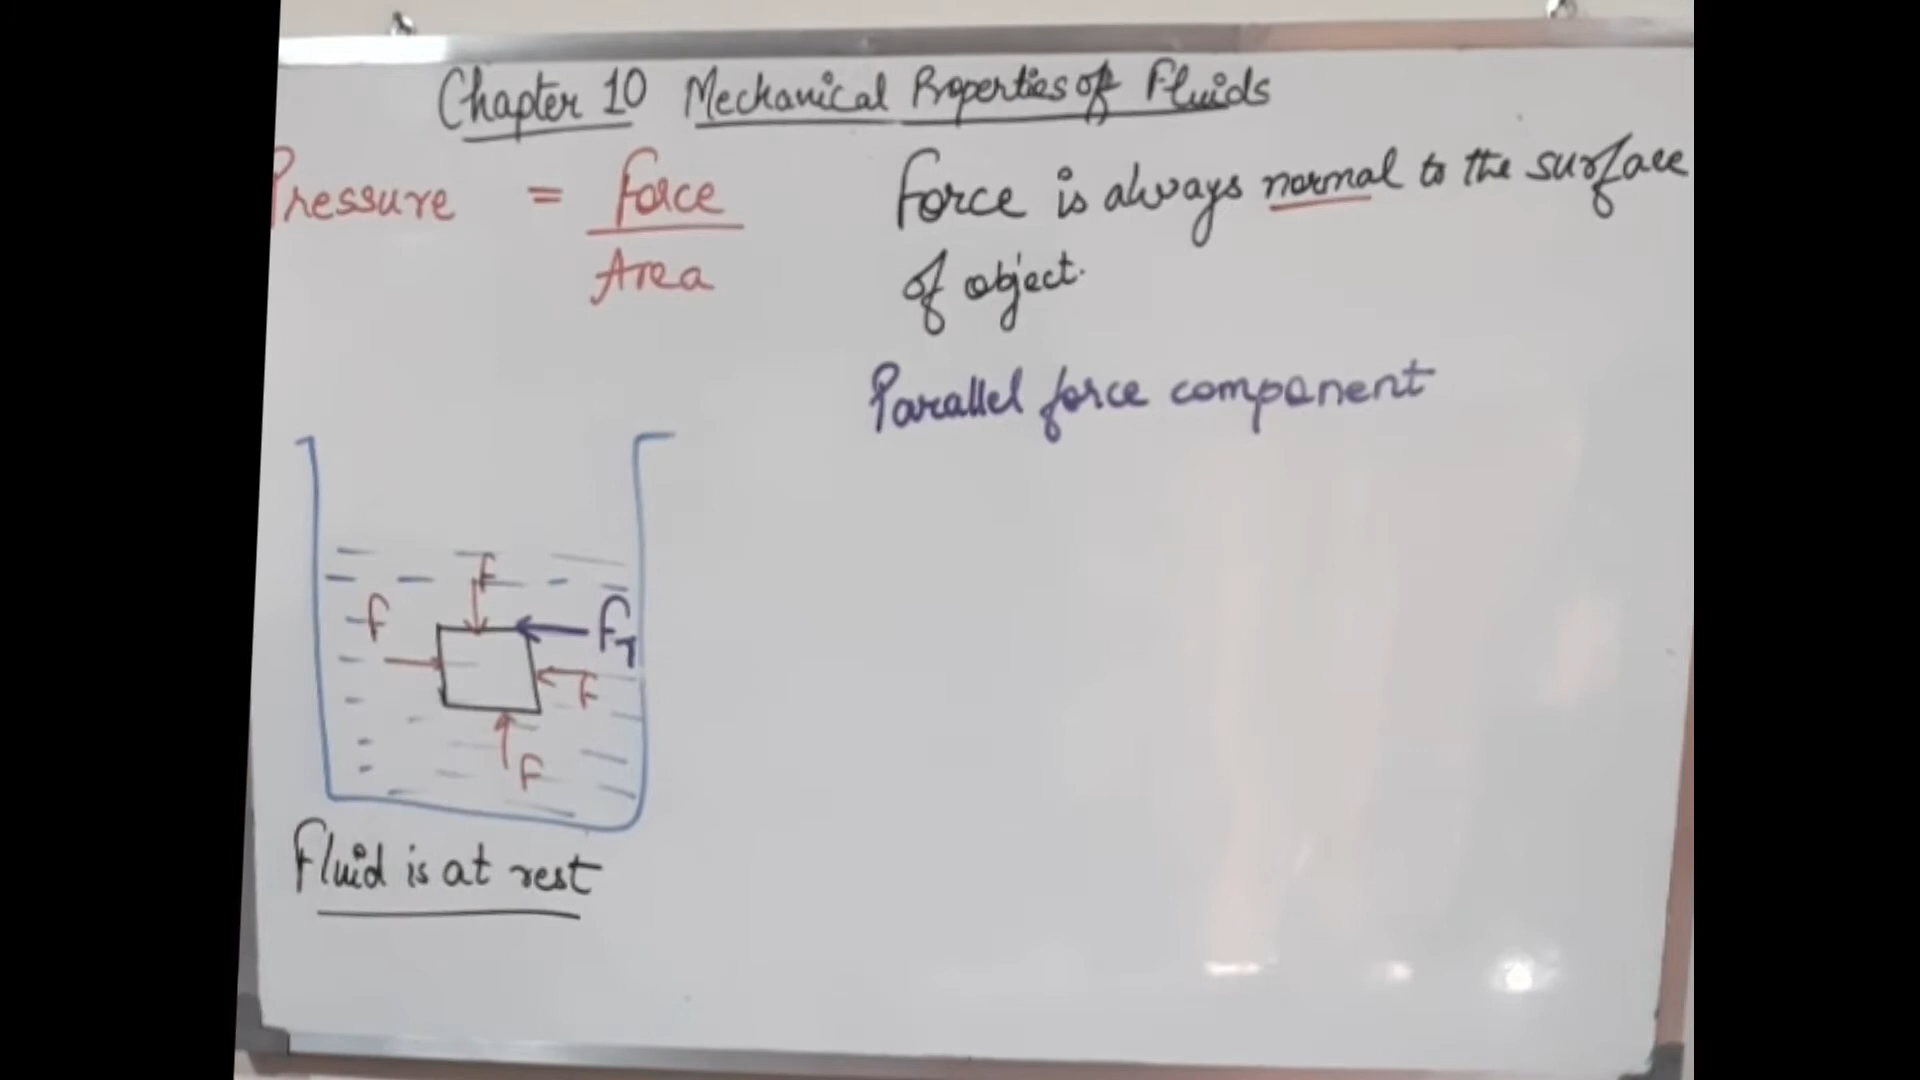 Chapter 10 Mechanical Properties of Fluids
Pressure = Force
Area
Force is always normal to the surface
of object.
Parallel force component
F
F
F₁
F
F
Fluid is at rest